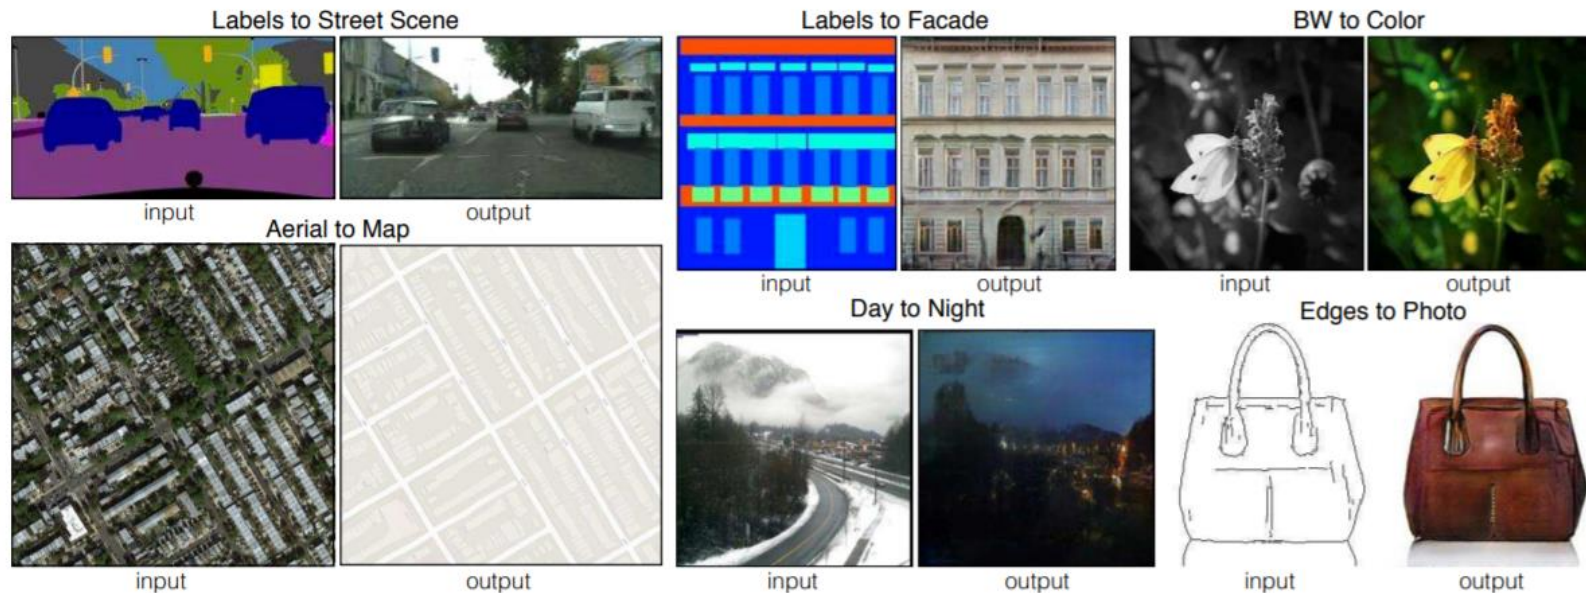 Labels to Street Scene
input
output
Aerial to Map
input
output
Labels to Facade
input
output
BW to Color
input
output
Day to Night
input
output
Edges to Photo
input
output